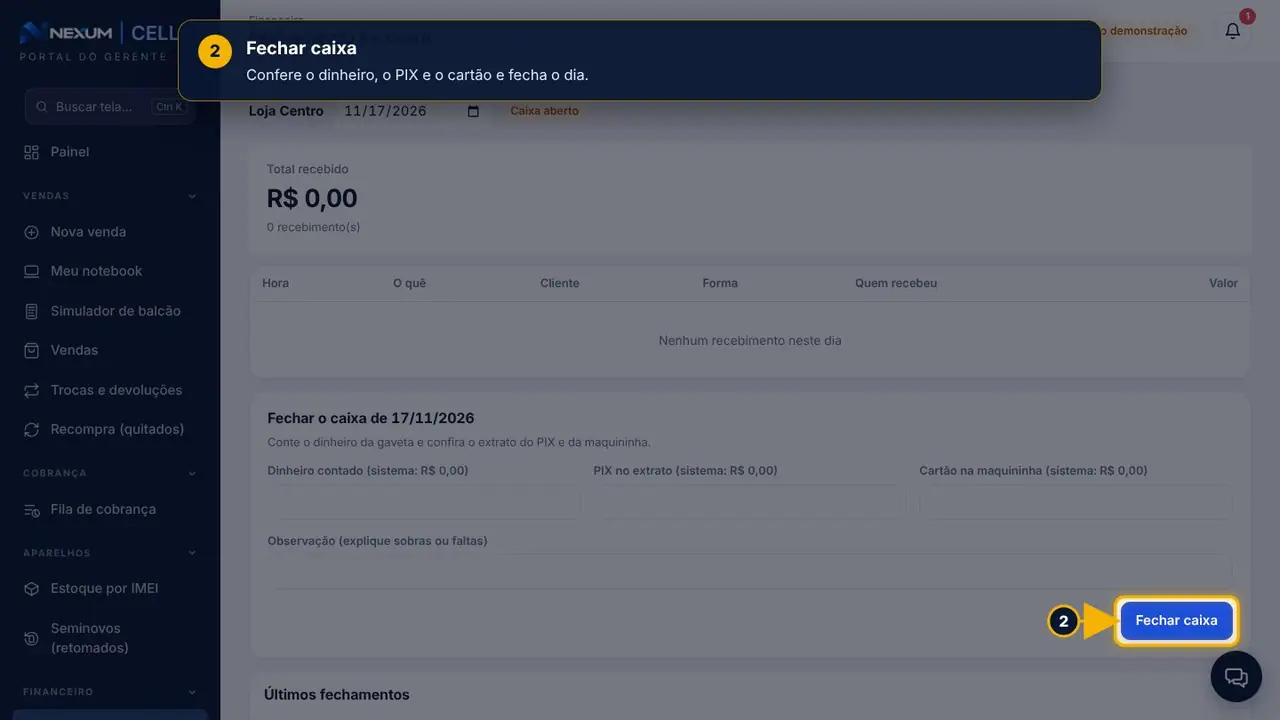 NEXUM | CELL
PORTAL DO GERENTE
Buscar tela... Ctrl K
Painel
VENDAS
Nova venda
Meu notebook
Simulador de balcão
Vendas
Trocas e devoluções
Recompra (quitados)
COBRANÇA
Fila de cobrança
APARELHOS
Estoque por IMEI
Seminovos
(retomados)
FINANCEIRO
Financeiro
2
Fechar caixa
Confere o dinheiro, o PIX e o cartão e fecha o dia.
o demonstração
1
Loja Centro 11/17/2026 Caixa aberto
Total recebido
R$ 0,00
0 recebimento(s)
Hora O quê Cliente Forma Quem recebeu Valor
Nenhum recebimento neste dia
Fechar o caixa de 17/11/2026
Conte o dinheiro da gaveta e confira o extrato do PIX e da maquininha.
Dinheiro contado (sistema: R$ 0,00) PIX no extrato (sistema: R$ 0,00) Cartão na maquininha (sistema: R$ 0,00)
Observação (explique sobras ou faltas)
2 Fechar caixa
Últimos fechamentos